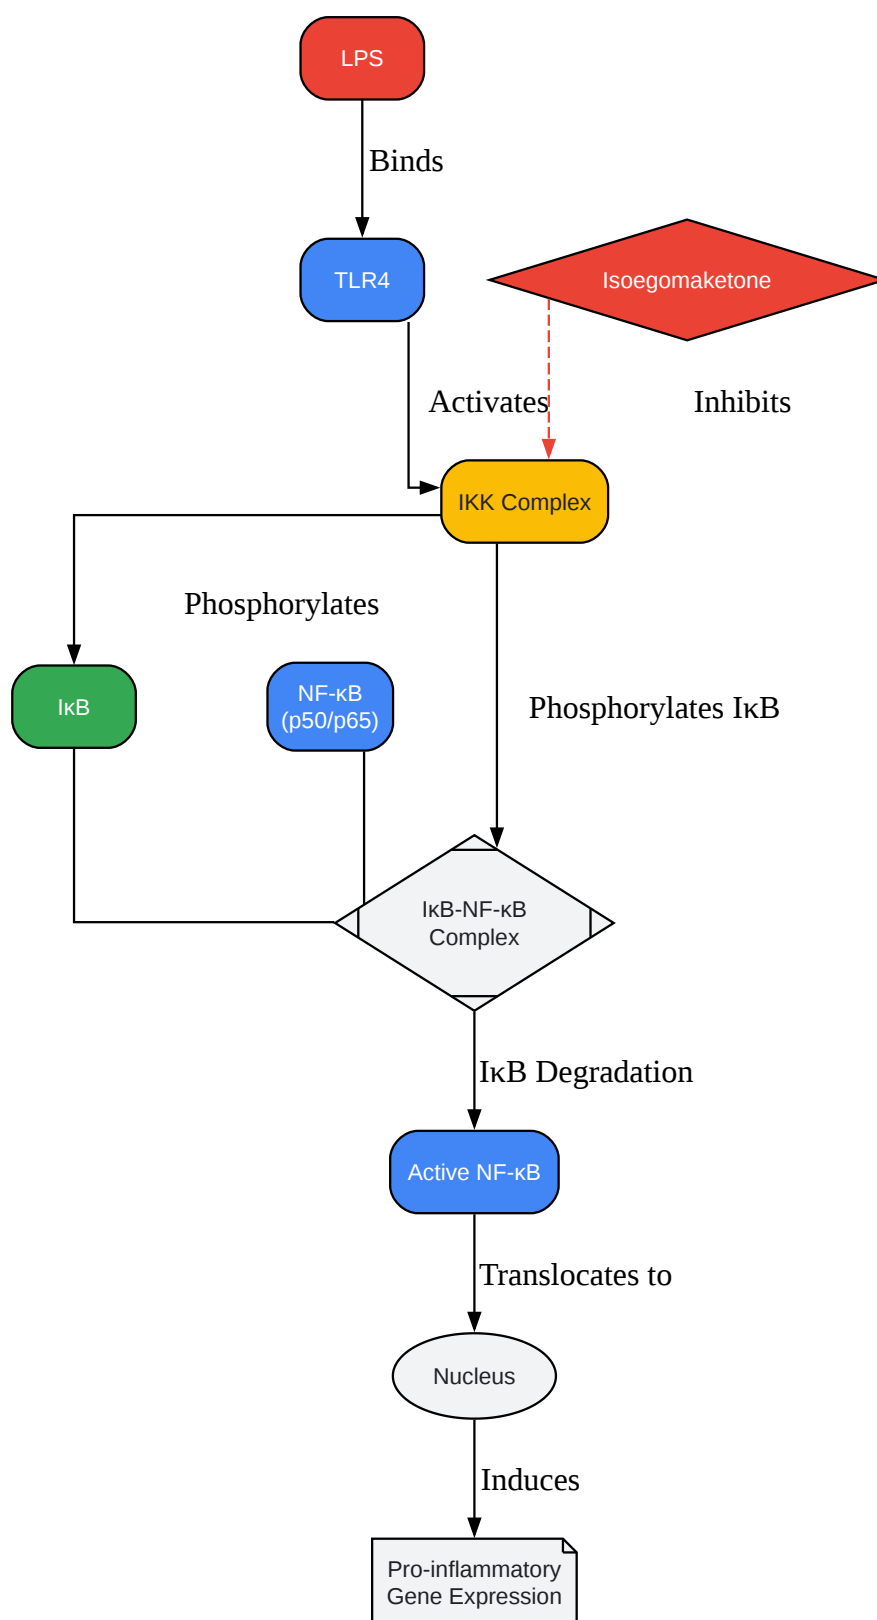 LPS
Binds
TLR4
Isoegomaketone
Activates
Inhibits
IKK Complex
Phosphorylates
IκB
NF-κB
(p50/p65)
Phosphorylates IκB
IκB-NF-κB
Complex
IκB Degradation
Active NF-κB
Translocates to
Nucleus
Induces
Pro-inflammatory
Gene Expression